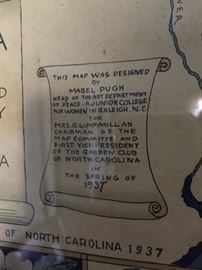 VER
THIS MAP WAS DESIGNED
BY
MABEL PUGH
HEAD OF THE ART DEPARTMENT
OF PEACE: A JUNIOR COLLEGE
FOR WOMEN IN RALEIGH, N.C.
FOR
MRS. R.L. McMILLAN
CHAIRMAN OF THE
MAP COMMITTEE AND
FIRST VICE-PRESIDENT
OF THE GARDEN CLUB
OF NORTH CAROLINA
IN THE
SPRING OF
1937
OF NORTH CAROLINA 1937